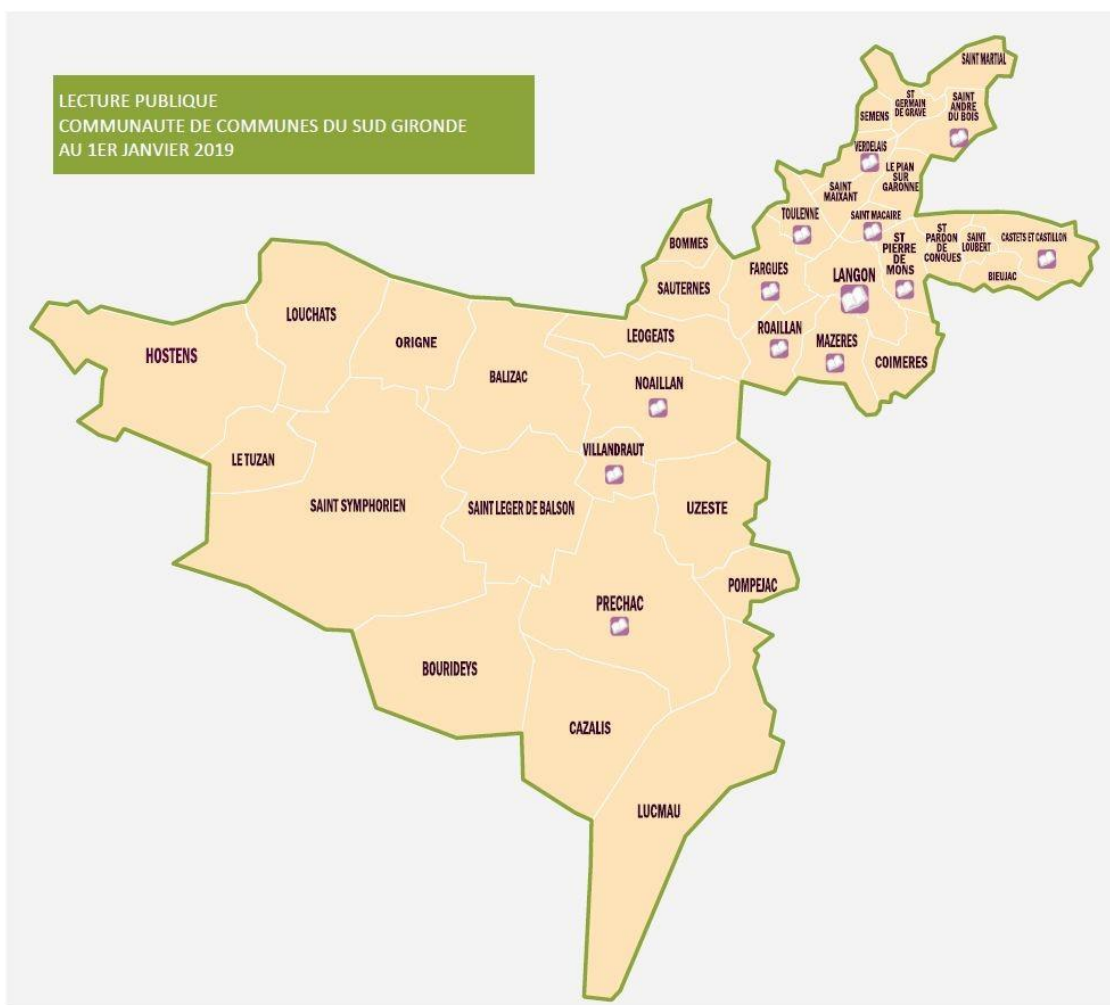 LECTURE PUBLIQUE
COMMUNAUTE DE COMMUNES DU SUD GIRONDE
AU 1ER JANVIER 2019
SAINT MARTIAL
ST
GERMAIN
DE GRAVE
SAINT
ANDRE
DU BOIS
SEMENS
VERDELAIS
LE PIAN
SUR
GARONNE
SAINT
MAIXANT
TOULENNE
SAINT MACAIRE
ST
PIERRE
DE
MONS
ST
PARDON
DE
CONQUES
SAINT
LOUBERT
CASTETS ET CASTILLON
BIEUJAC
BOMMES
SAUTERNES
FARGUES
LANGON
LEOGEATS
ROAILLAN
MAZERES
COIMERES
LOUCHATS
HOSTENS
ORIGNE
BALIZAC
NOAILLAN
VILLANDRAUT
LE TUZAN
SAINT SYMPHORIEN
SAINT LEGER DE BALSON
UZESTE
POMPEJAC
PRECHAC
BOURIDEYS
CAZALIS
LUCMAU